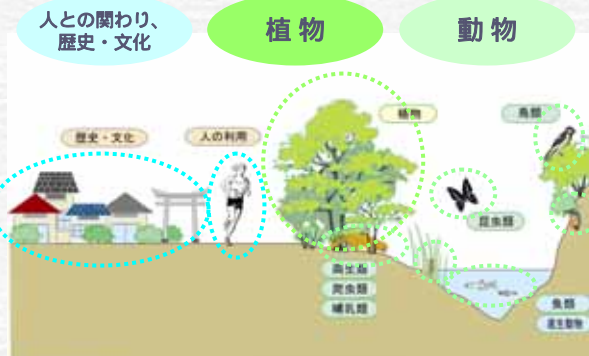 人との関わり、
歴史・文化
植物
動物
歴史・文化
人の利用
植物
鳥類
昆虫類
両生類
爬虫類
哺乳類
魚類
底生動物